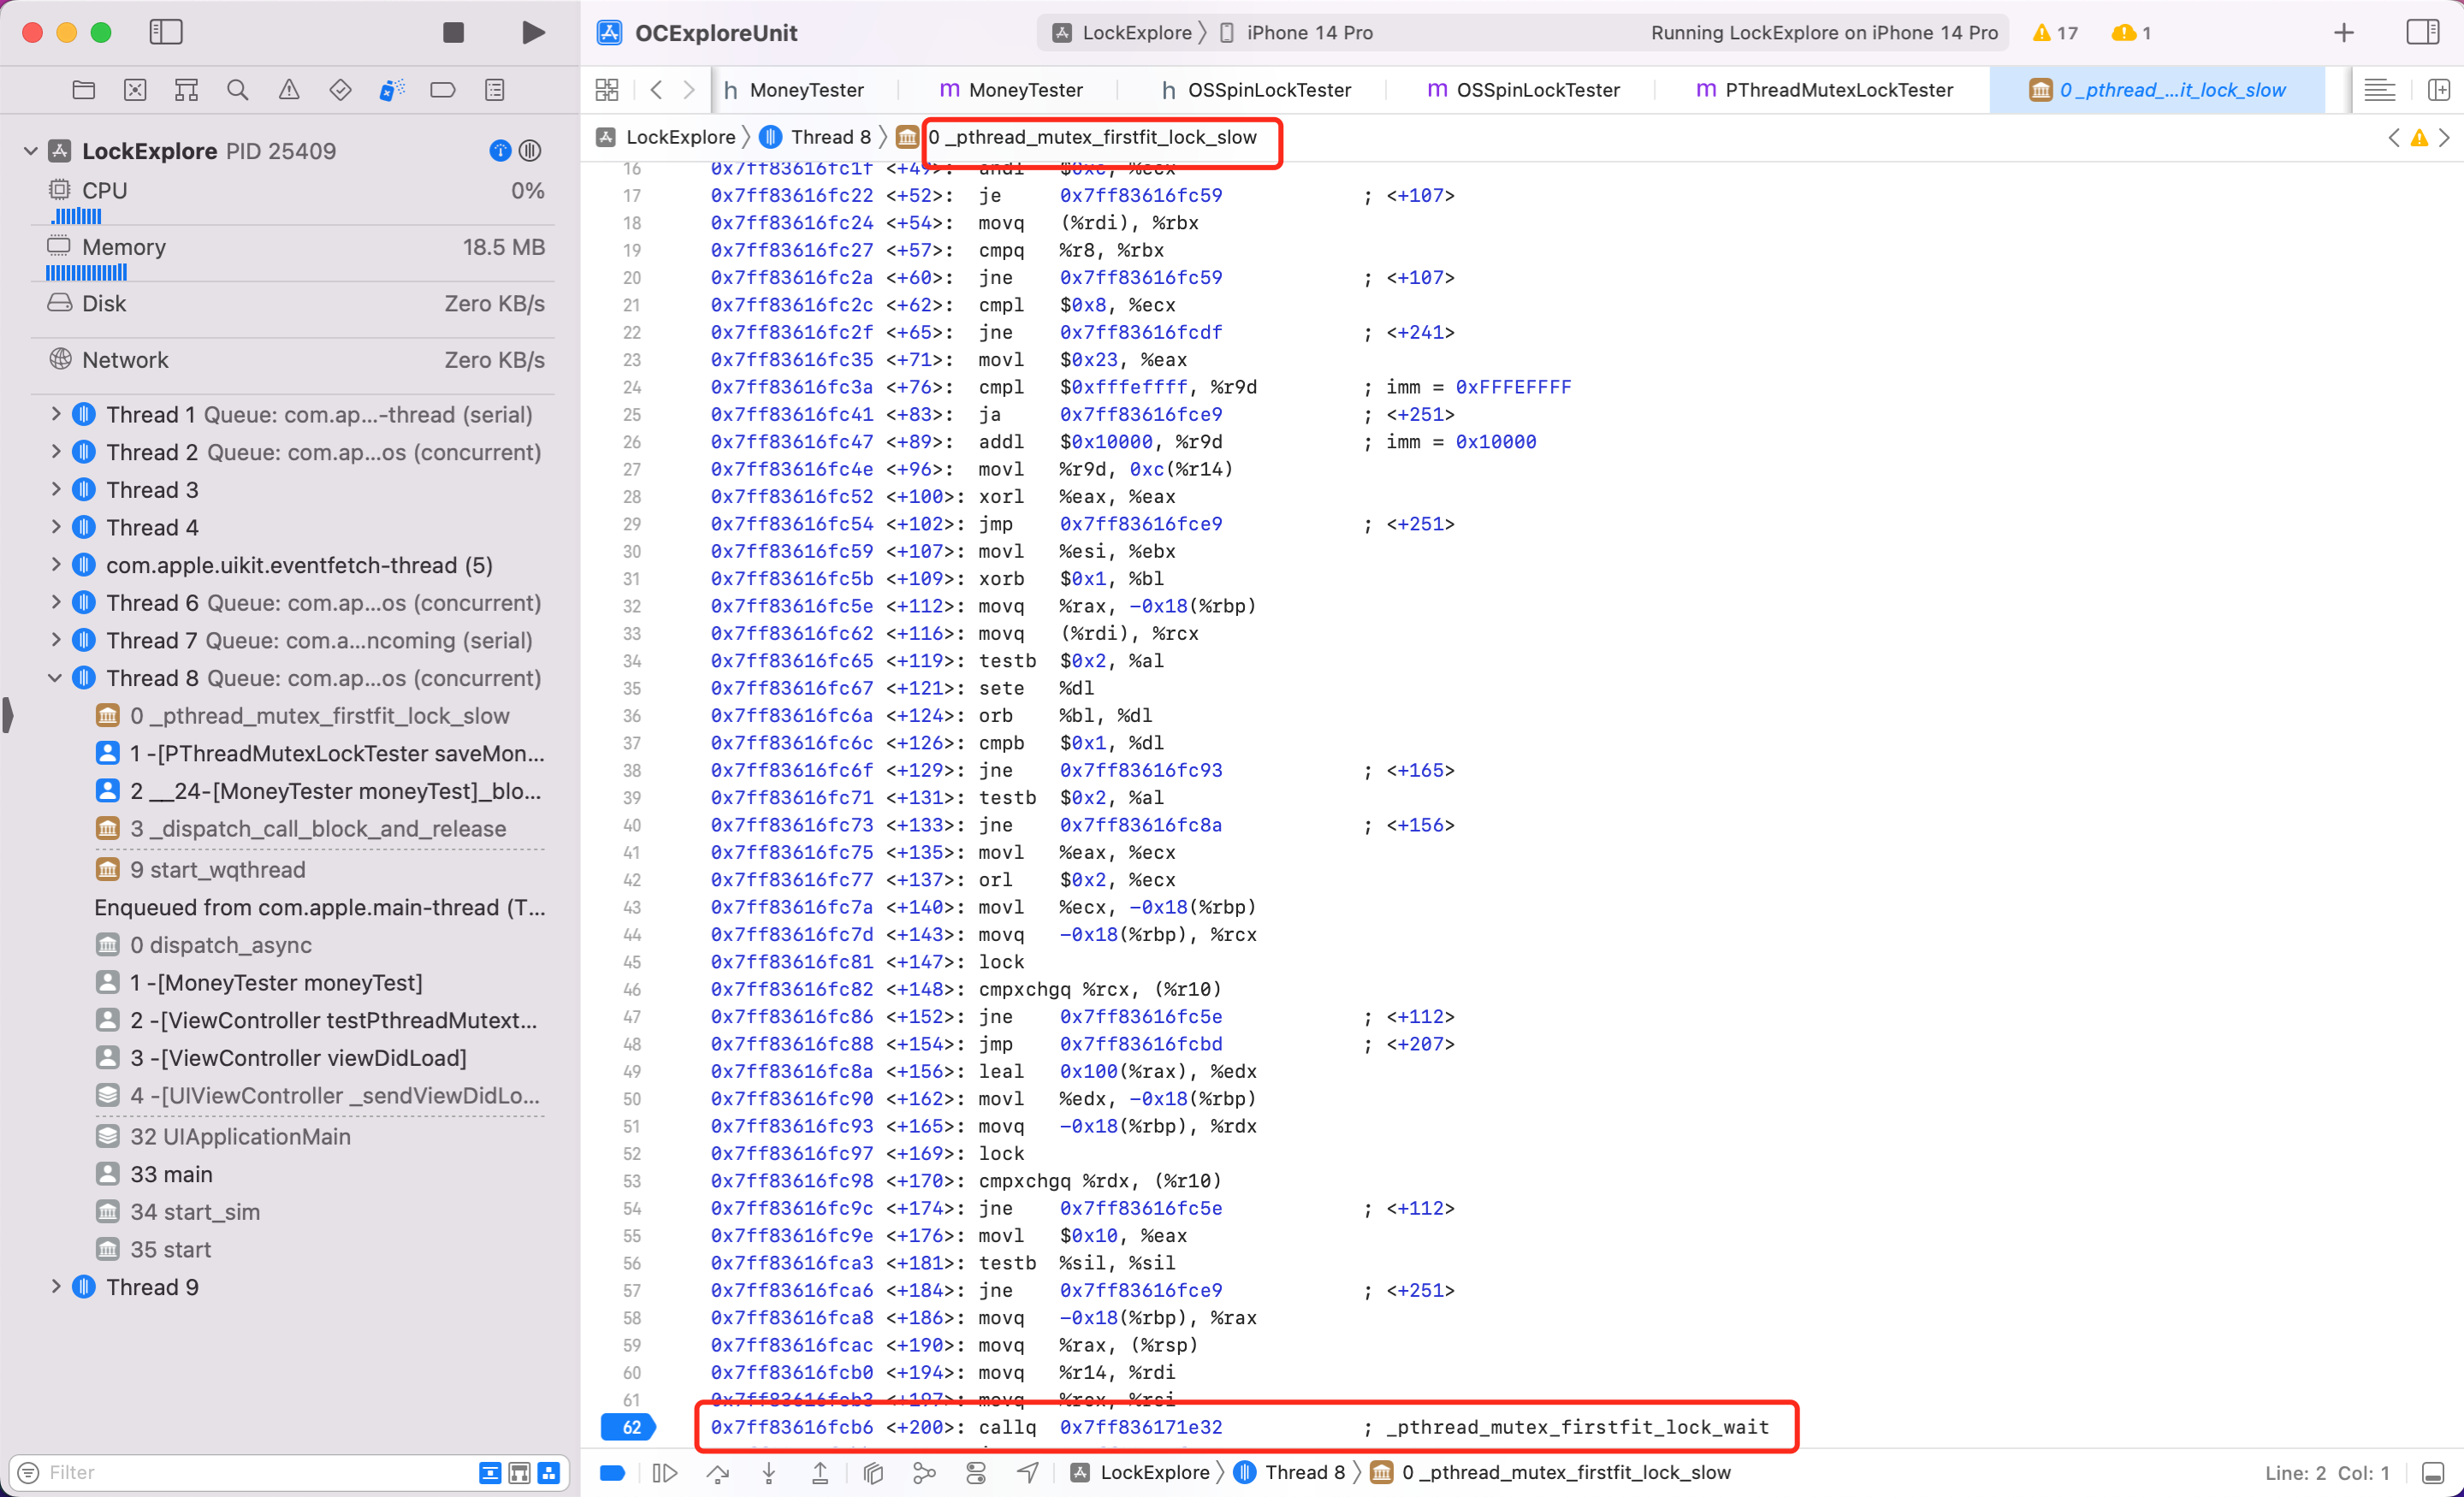 OCExploreUnit
LockExplore 〉 iPhone 14 Pro
Running LockExplore on iPhone 14 Pro
17
1
h MoneyTester
m MoneyTester
h OSSpinLockTester
m OSSpinLockTester
m PThreadMutexLockTester
0 _pthread_...it_lock_slow
LockExplore 〉 Thread 8 〉 0 _pthread_mutex_firstfit_lock_slow
LockExplore PID 25409
CPU 0%
Memory 18.5 MB
Disk Zero KB/s
Network Zero KB/s
Thread 1 Queue: com.ap...-thread (serial)
Thread 2 Queue: com.ap...os (concurrent)
Thread 3
Thread 4
com.apple.uikit.eventfetch-thread (5)
Thread 6 Queue: com.ap...os (concurrent)
Thread 7 Queue: com.a...ncoming (serial)
Thread 8 Queue: com.ap...os (concurrent)
0 _pthread_mutex_firstfit_lock_slow
1 -[PThreadMutexLockTester saveMon...
2 __24-[MoneyTester moneyTest]_blo...
3 _dispatch_call_block_and_release
9 start_wqthread
Enqueued from com.apple.main-thread (T...
0 dispatch_async
1 -[MoneyTester moneyTest]
2 -[ViewController testPthreadMutext...
3 -[ViewController viewDidLoad]
4 -[UIViewController _sendViewDidLo...
32 UIApplicationMain
33 main
34 start_sim
35 start
Thread 9
Filter
16 0x7ff83616fc1f <+49>: andl $0xc, %ecx
17 0x7ff83616fc22 <+52>: je 0x7ff83616fc59 ; <+107>
18 0x7ff83616fc24 <+54>: movq (%rdi), %rbx
19 0x7ff83616fc27 <+57>: cmpq %r8, %rbx
20 0x7ff83616fc2a <+60>: jne 0x7ff83616fc59 ; <+107>
21 0x7ff83616fc2c <+62>: cmpl $0x8, %ecx
22 0x7ff83616fc2f <+65>: jne 0x7ff83616fcdf ; <+241>
23 0x7ff83616fc35 <+71>: movl $0x23, %eax
24 0x7ff83616fc3a <+76>: cmpl $0xfffeffff, %r9d ; imm = 0xFFFEFFFF
25 0x7ff83616fc41 <+83>: ja 0x7ff83616fce9 ; <+251>
26 0x7ff83616fc47 <+89>: addl $0x10000, %r9d ; imm = 0x10000
27 0x7ff83616fc4e <+96>: movl %r9d, 0xc(%r14)
28 0x7ff83616fc52 <+100>: xorl %eax, %eax
29 0x7ff83616fc54 <+102>: jmp 0x7ff83616fce9 ; <+251>
30 0x7ff83616fc59 <+107>: movl %esi, %ebx
31 0x7ff83616fc5b <+109>: xorb $0x1, %bl
32 0x7ff83616fc5e <+112>: movq %rax, -0x18(%rbp)
33 0x7ff83616fc62 <+116>: movq (%rdi), %rcx
34 0x7ff83616fc65 <+119>: testb $0x2, %al
35 0x7ff83616fc67 <+121>: sete %dl
36 0x7ff83616fc6a <+124>: orb %bl, %dl
37 0x7ff83616fc6c <+126>: cmpb $0x1, %dl
38 0x7ff83616fc6f <+129>: jne 0x7ff83616fc93 ; <+165>
39 0x7ff83616fc71 <+131>: testb $0x2, %al
40 0x7ff83616fc73 <+133>: jne 0x7ff83616fc8a ; <+156>
41 0x7ff83616fc75 <+135>: movl %eax, %ecx
42 0x7ff83616fc77 <+137>: orl $0x2, %ecx
43 0x7ff83616fc7a <+140>: movl %ecx, -0x18(%rbp)
44 0x7ff83616fc7d <+143>: movq -0x18(%rbp), %rcx
45 0x7ff83616fc81 <+147>: lock
46 0x7ff83616fc82 <+148>: cmpxchgq %rcx, (%r10)
47 0x7ff83616fc86 <+152>: jne 0x7ff83616fc5e ; <+112>
48 0x7ff83616fc88 <+154>: jmp 0x7ff83616fcbd ; <+207>
49 0x7ff83616fc8a <+156>: leal 0x100(%rax), %edx
50 0x7ff83616fc90 <+162>: movl %edx, -0x18(%rbp)
51 0x7ff83616fc93 <+165>: movq -0x18(%rbp), %rdx
52 0x7ff83616fc97 <+169>: lock
53 0x7ff83616fc98 <+170>: cmpxchgq %rdx, (%r10)
54 0x7ff83616fc9c <+174>: jne 0x7ff83616fc5e ; <+112>
55 0x7ff83616fc9e <+176>: movl $0x10, %eax
56 0x7ff83616fca3 <+181>: testb %sil, %sil
57 0x7ff83616fca6 <+184>: jne 0x7ff83616fce9 ; <+251>
58 0x7ff83616fca8 <+186>: movq -0x18(%rbp), %rax
59 0x7ff83616fcac <+190>: movq %rax, (%rsp)
60 0x7ff83616fcb0 <+194>: movq %r14, %rdi
61 0x7ff83616fcb3 <+197>: movq %rcx, %rsi
62 0x7ff83616fcb6 <+200>: callq 0x7ff836171e32 ; _pthread_mutex_firstfit_lock_wait
LockExplore 〉 Thread 8 〉 0 _pthread_mutex_firstfit_lock_slow
Line: 2 Col: 1